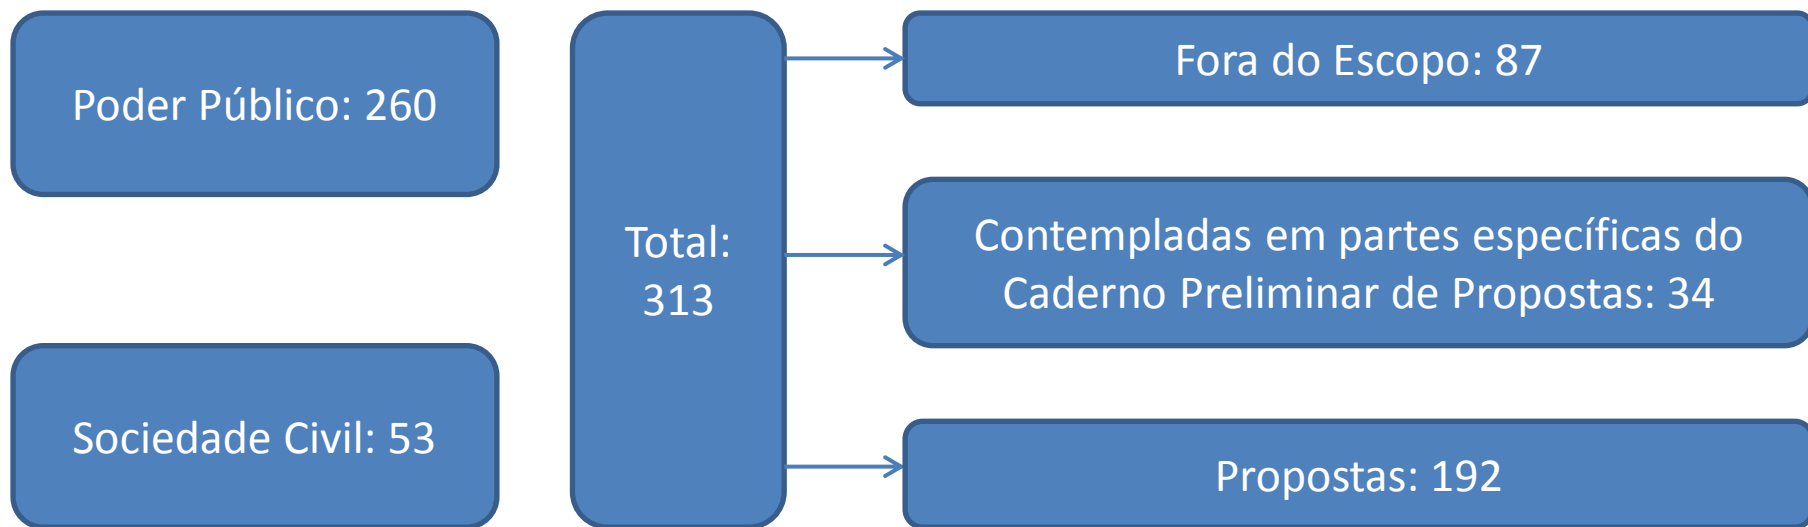 Poder Público: 260
Sociedade Civil: 53
Total:
313
Fora do Escopo: 87
Contempladas em partes específicas do
Caderno Preliminar de Propostas: 34
Propostas: 192